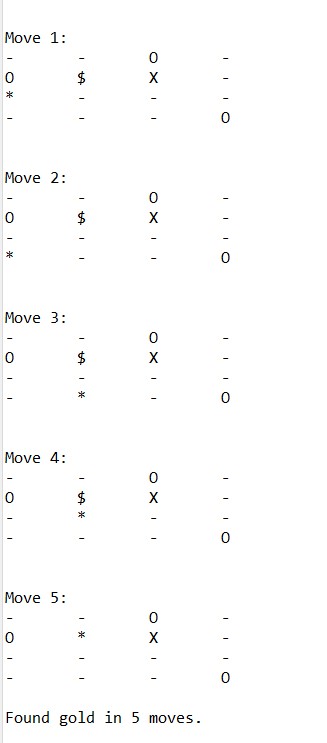 Move 1:
- - O -
O $ X -
* - - -
- - - O
Move 2:
- - O -
O $ X -
- - - -
* - - O
Move 3:
- - O -
O $ X -
- - - -
- * - O
Move 4:
- - O -
O $ X -
- * - -
- - - O
Move 5:
- - O -
O * X -
- - - -
- - - O
Found gold in 5 moves.